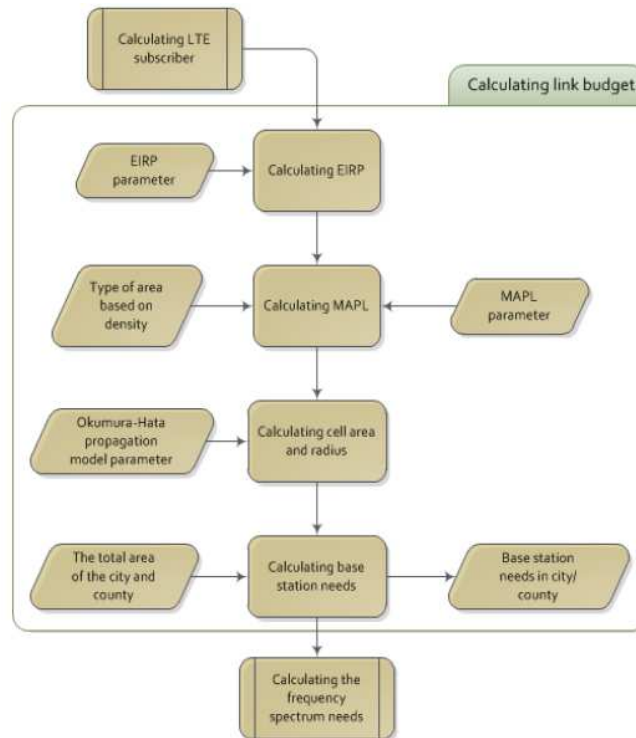 Calculating LTE
subscriber
Calculating link budget
EIRP
parameter
Calculating EIRP
Type of area
based on
density
Calculating MAPL
MAPL
parameter
Okumura-Hata
propagation
model parameter
Calculating cell area
and radius
The total area
of the city and
county
Calculating base
station needs
Base station
needs in city/
county
Calculating the
frequency
spectrum needs